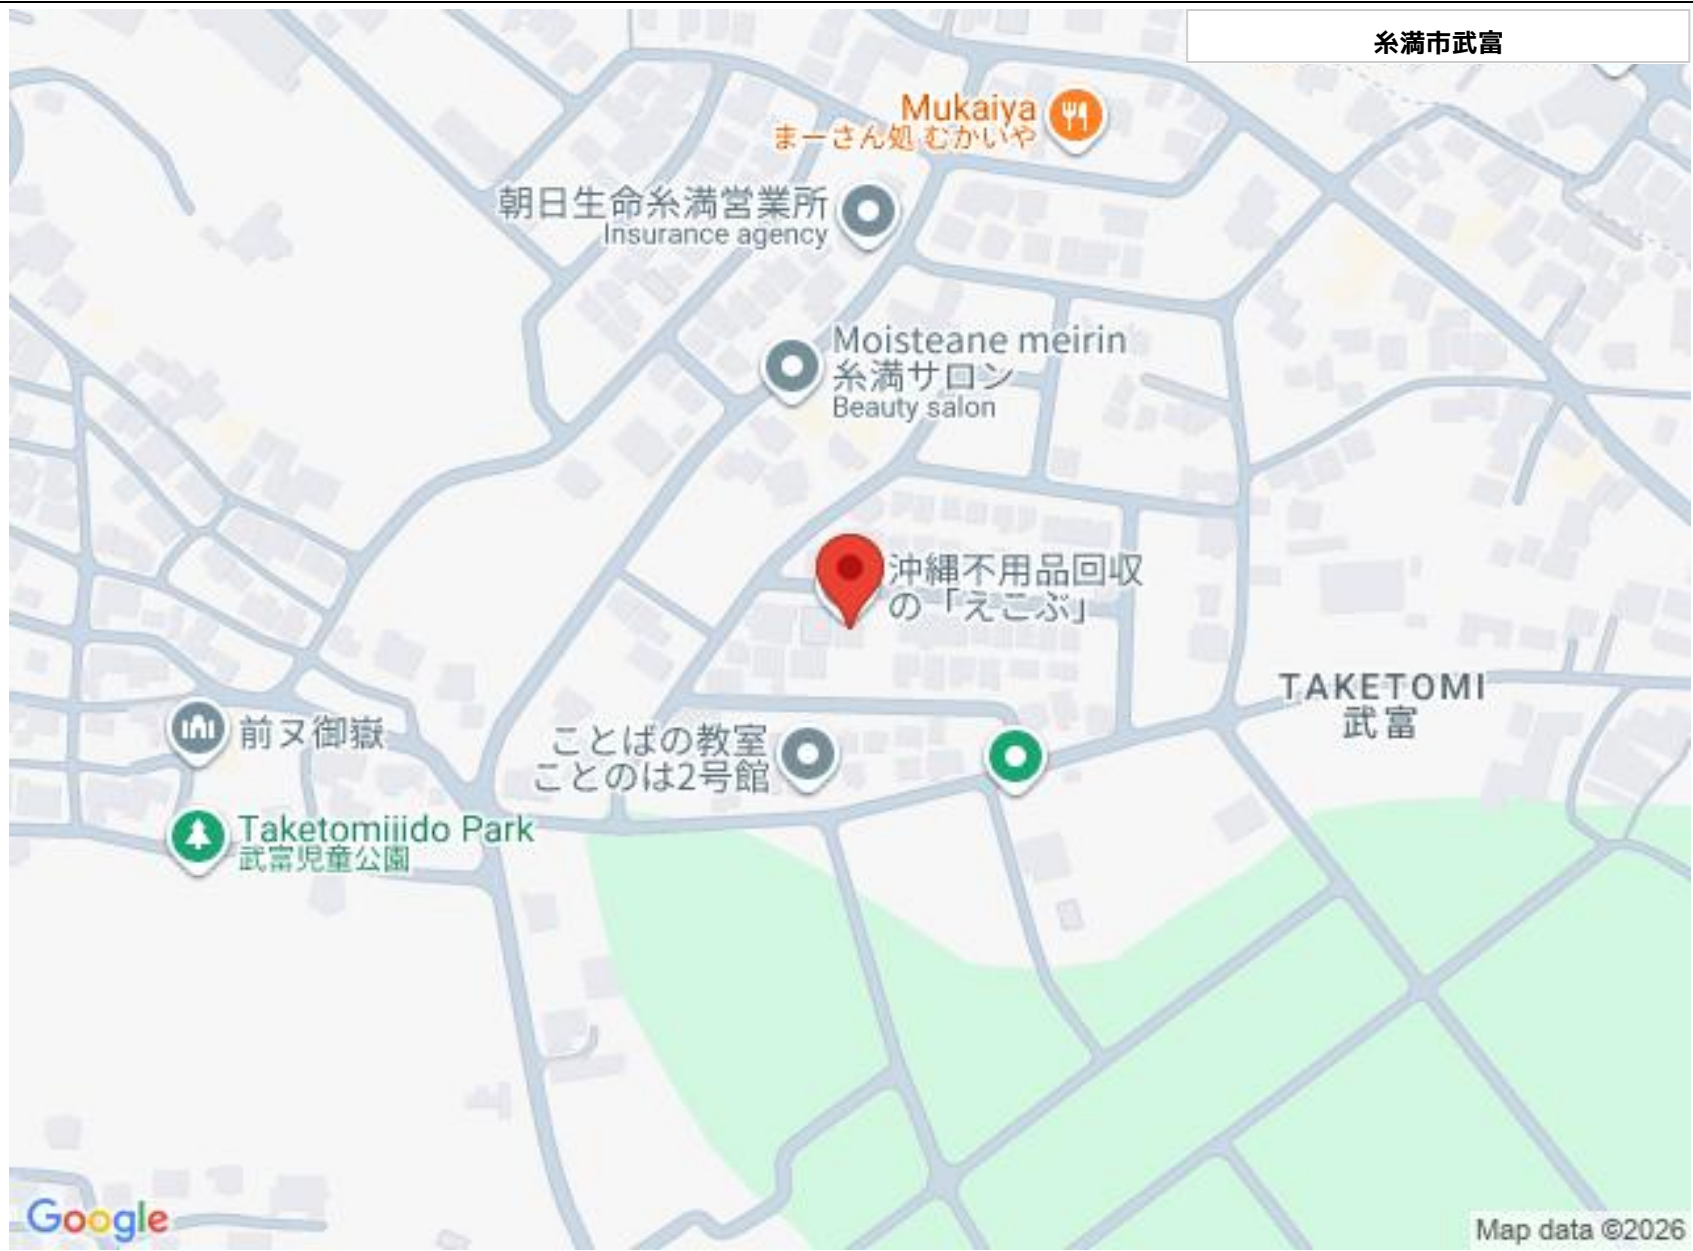 糸満市武富
Mukaiya
まーさん処 むかいや
朝日生命糸満営業所
Insurance agency
Moisteane meirin
糸満サロン
Beauty salon
沖縄不用品回収
の「えこぶ」
TAKETOMI
武富
前ヌ御嶽
ことばの教室
ことのは2号館
Taketomijido Park
武富児童公園
Google
Map data ©2026